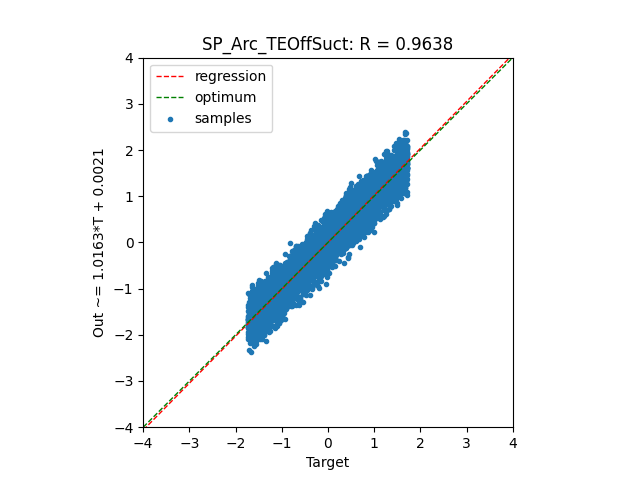 SP_Arc_TEOffSuct: R = 0.9638
4
3
2
1
0
−1
−2
−3
−4
Out ~= 1.0163*T + 0.0021
regression
optimum
samples
−4 −3 −2 −1 0 1 2 3 4
Target